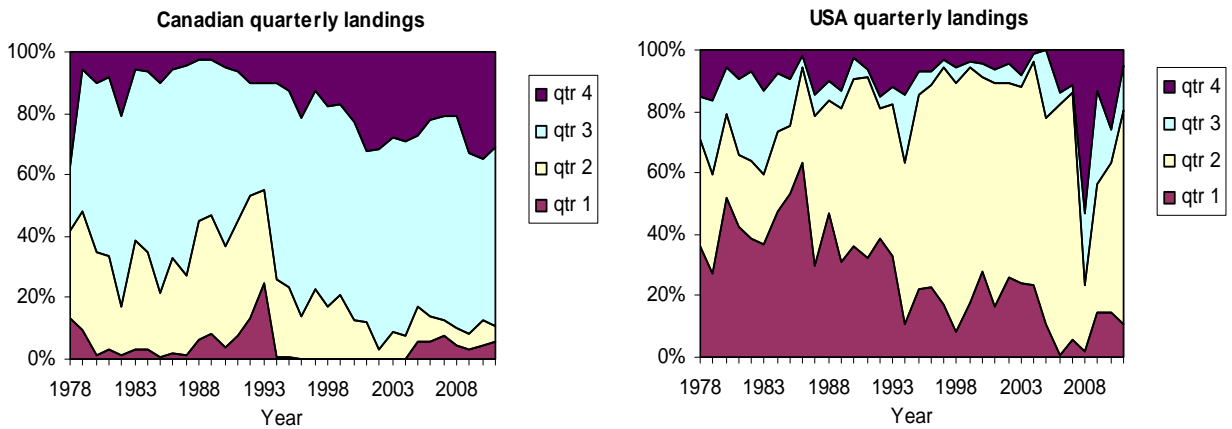 Canadian quarterly landings
100%
80%
60%
40%
20%
0%
1978 1983 1988 1993 1998 2003 2008
Year
qtr 4
qtr 3
qtr 2
qtr 1
USA quarterly landings
100%
80%
60%
40%
20%
0%
1978 1983 1988 1993 1998 2003 2008
Year
qtr 4
qtr 3
qtr 2
qtr 1